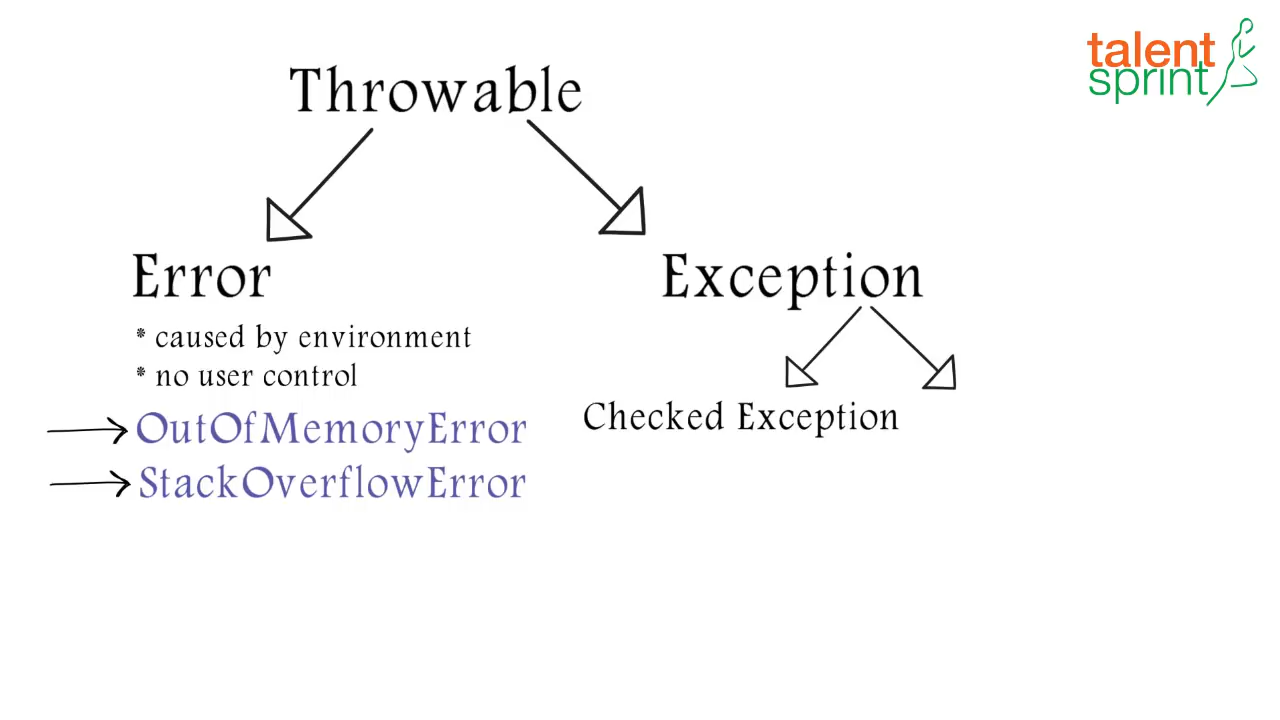 talent
sprint
Throwable
Error
Exception
* caused by environment
* no user control
OutOfMemoryError
Checked Exception
StackOverflowError